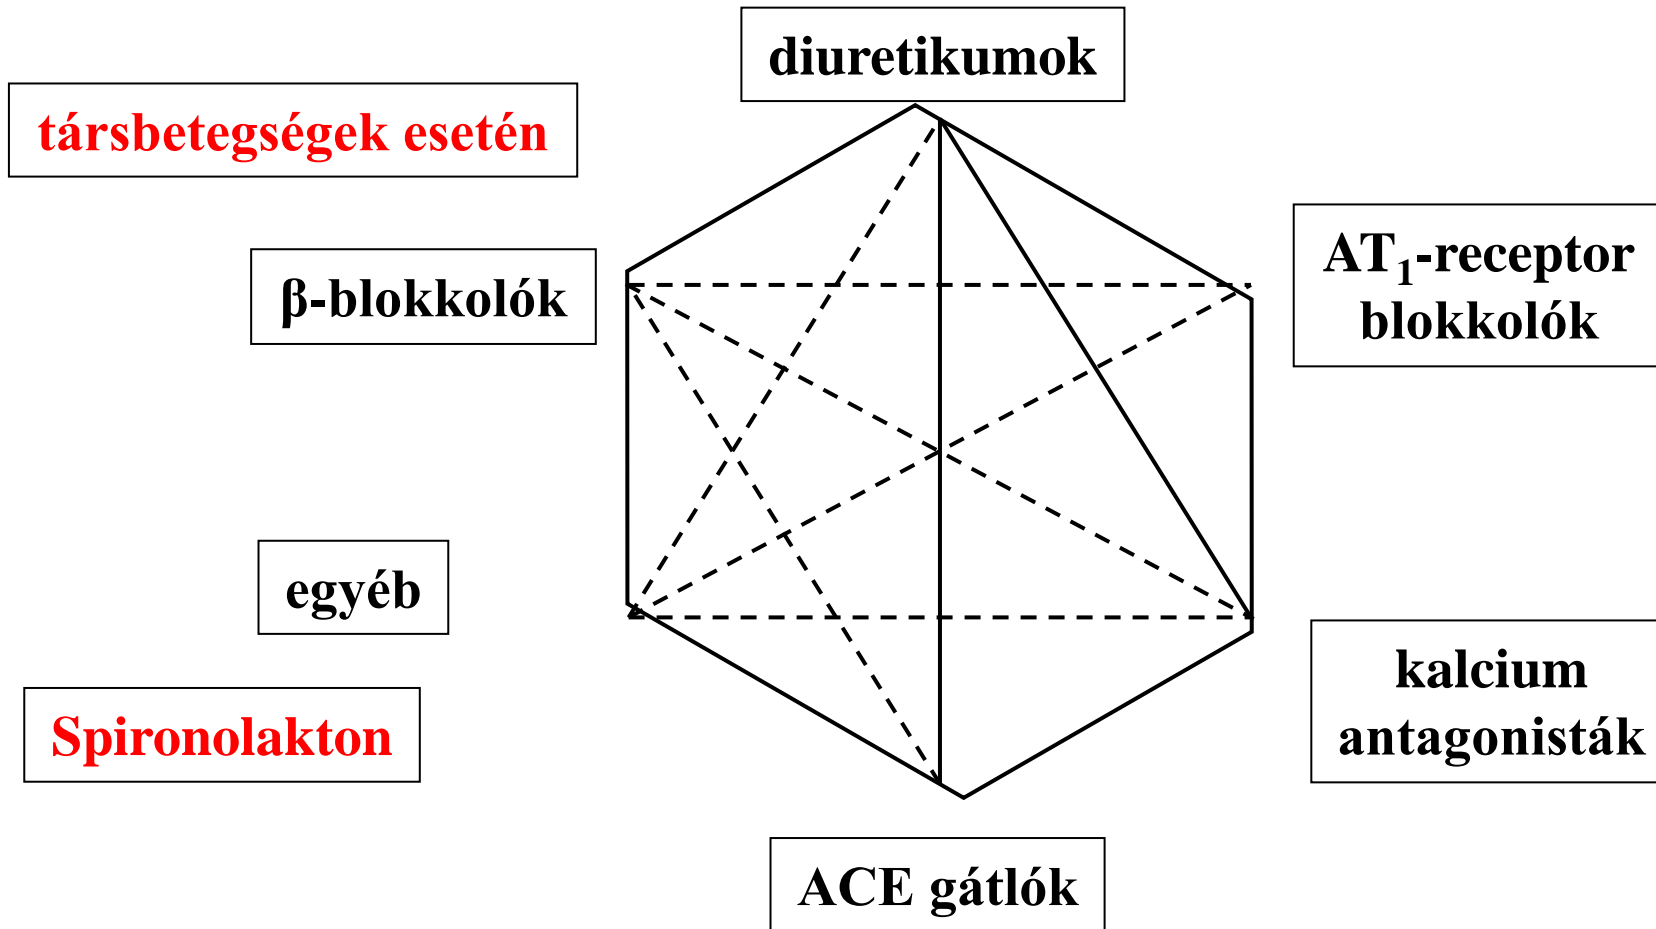 diuretikumok
társbetegségek esetén
AT₁-receptor
blokkolók
β-blokkolók
egyéb
kalcium
antagonisták
Spironolakton
ACE gátlók